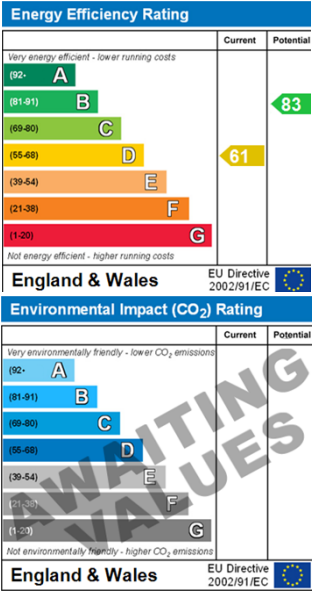 Energy Efficiency Rating
Current Potential
Very energy efficient - lower running costs
(92- A
(81-91) B
83
(69-80) C
(55-68) D
61
(39-54) E
(21-38) F
(1-20) G
Not energy efficient - higher running costs
England & Wales
EU Directive
2002/91/EC
Environmental Impact (CO₂) Rating
Current Potential
Very environmentally friendly - lower CO₂ emissions
(92- A
(81-91) B
(69-80) C
(55-68) D
(39-54) E
(21-38) F
(1-20) G
AWAITING
VALUES
Not environmentally friendly - higher CO₂ emissions
England & Wales
EU Directive
2002/91/EC